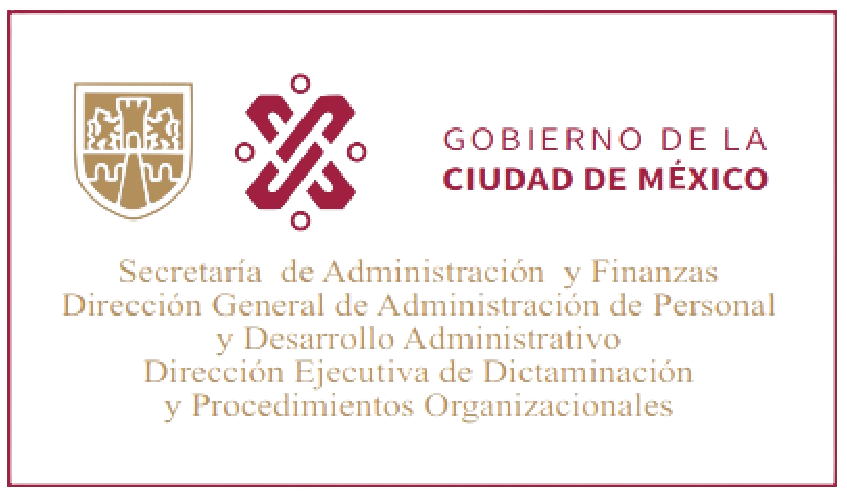 GOBIERNO DE LA
CIUDAD DE MÉXICO
Secretaría de Administración y Finanzas
Dirección General de Administración de Personal
y Desarrollo Administrativo
Dirección Ejecutiva de Dictaminación
y Procedimientos Organizacionales